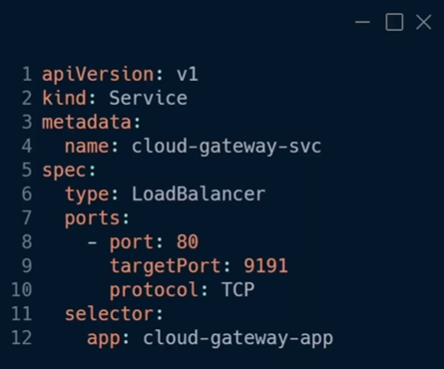 1 apiVersion: v1
2 kind: Service
3 metadata:
4   name: cloud-gateway-svc
5 spec:
6   type: LoadBalancer
7   ports:
8     - port: 80
9       targetPort: 9191
10       protocol: TCP
11   selector:
12     app: cloud-gateway-app